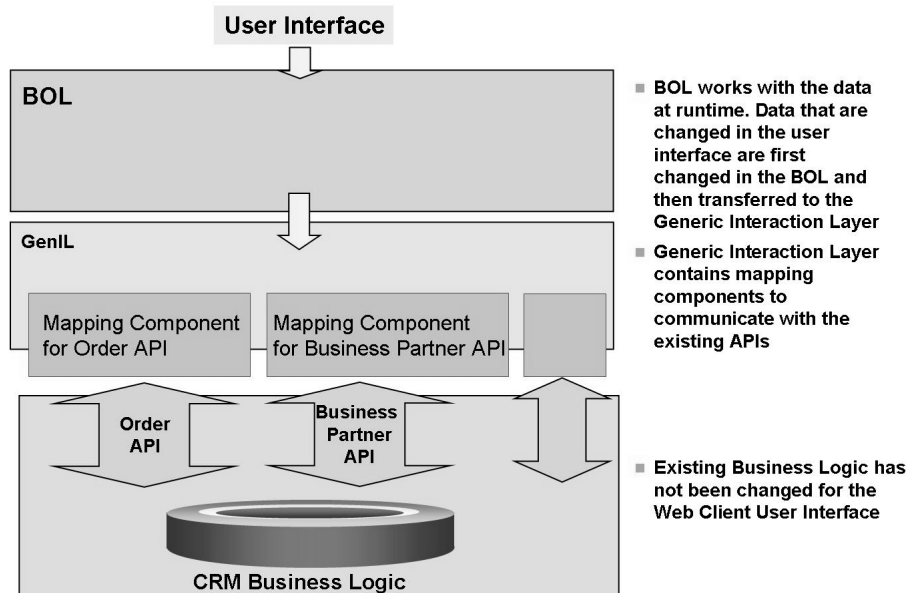 User Interface
BOL
GenIL
Mapping Component
for Order API
Mapping Component
for Business Partner API
Order
API
Business
Partner
API
CRM Business Logic
BOL works with the data
at runtime. Data that are
changed in the user
interface are first
changed in the BOL and
then transferred to the
Generic Interaction Layer
Generic Interaction Layer
contains mapping
components to
communicate with the
existing APIs
Existing Business Logic has
not been changed for the
Web Client User Interface